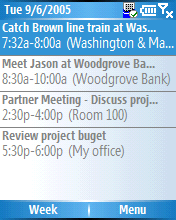 Tue 9/6/2005
Catch Brown line train at Was...
7:32a-8:00a (Washington & Ma...
Meet Jason at Woodgrove Ba...
8:30a-10:00a (Woodgrove Bank)
Partner Meeting - Discuss proj...
2:30p-4:00p (Room 100)
Review project buget
5:30p-6:00p (My office)
Week Menu